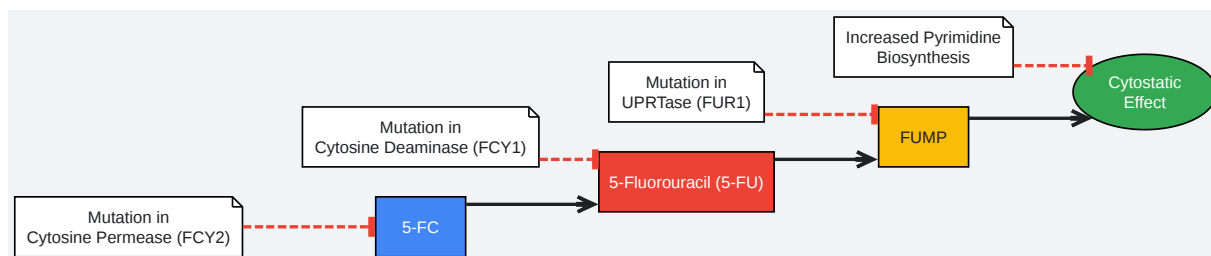 Increased Pyrimidine
Biosynthesis
Cytostatic
Effect
Mutation in
UPRTase (FUR1)
FUMP
Mutation in
Cytosine Deaminase (FCY1)
5-Fluorouracil (5-FU)
Mutation in
Cytosine Permease (FCY2)
5-FC